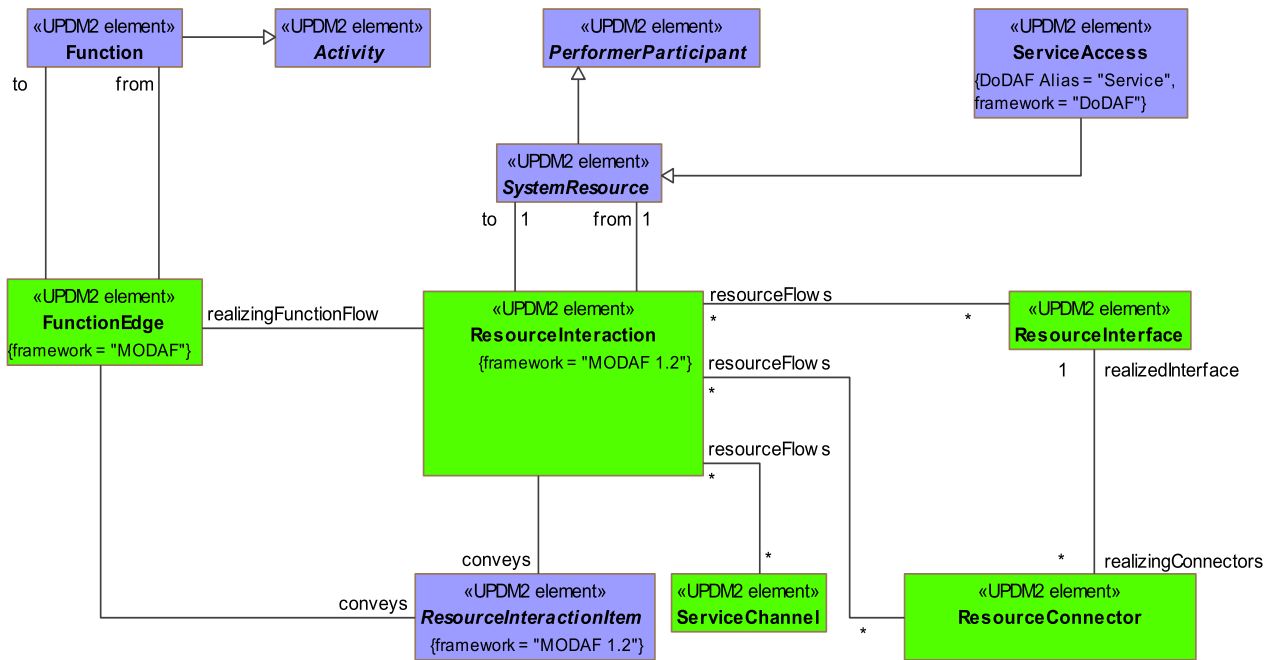 «UPDM2 element»
Function
«UPDM2 element»
Activity
«UPDM2 element»
PerformerParticipant
«UPDM2 element»
ServiceAccess
{DoDAF Alias = "Service",
framework = "DoDAF"}
to
from
«UPDM2 element»
SystemResource
to
1
from
1
«UPDM2 element»
FunctionEdge
{framework = "MODAF"}
realizingFunctionFlow
«UPDM2 element»
ResourceInteraction
{framework = "MODAF 1.2"}
resourceFlows
*
*
«UPDM2 element»
ResourceInterface
resourceFlows
*
1
realizedInterface
resourceFlows
*
conveys
*
*
realizingConnectors
conveys
«UPDM2 element»
ResourceInteractionItem
{framework = "MODAF 1.2"}
«UPDM2 element»
ServiceChannel
*
«UPDM2 element»
ResourceConnector